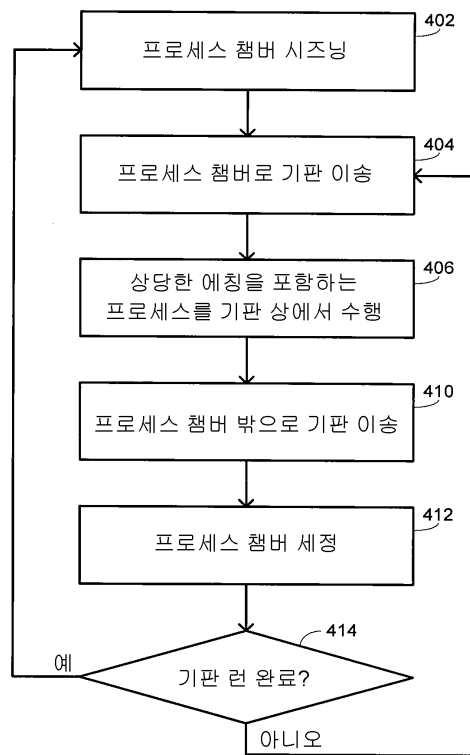 402
프로세스 챔버 시즈닝
404
프로세스 챔버로 기판 이송
406
상당한 에칭을 포함하는
프로세스를 기판 상에서 수행
410
프로세스 챔버 밖으로 기판 이송
412
프로세스 챔버 세정
414
예
기판 런 완료?
아니오